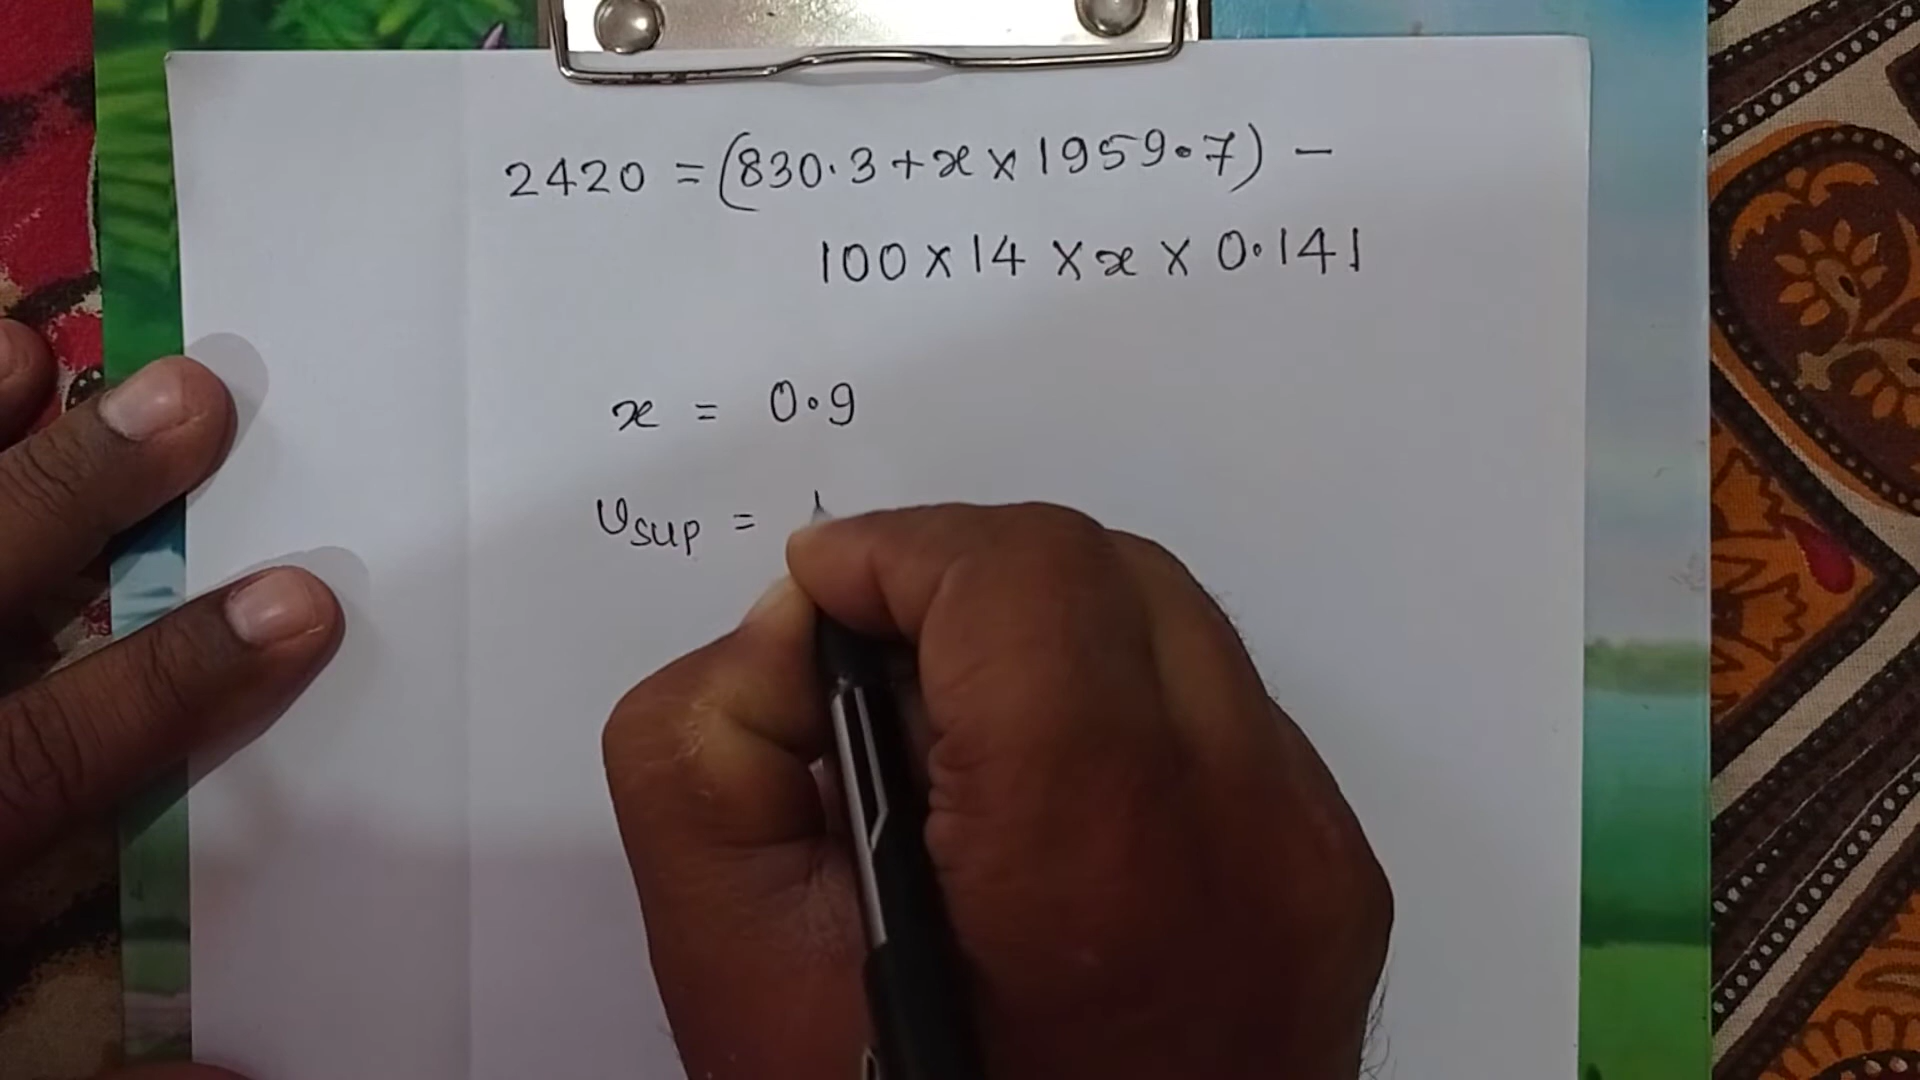 2420 = (830.3 + x × 1959.7) −
100 × 14 × x × 0.141
x = 0.9
Usup =